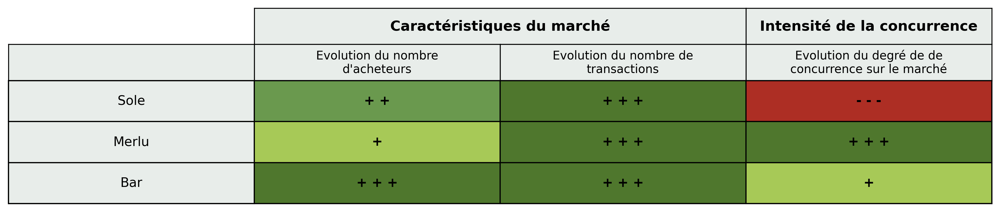 Caractéristiques du marché
Intensité de la concurrence
Evolution du nombre
d'acheteurs
Evolution du nombre de
transactions
Evolution du degré de de
concurrence sur le marché
Sole
+ +
+ + +
- - -
Merlu
+
+ + +
+ + +
Bar
+ + +
+ + +
+